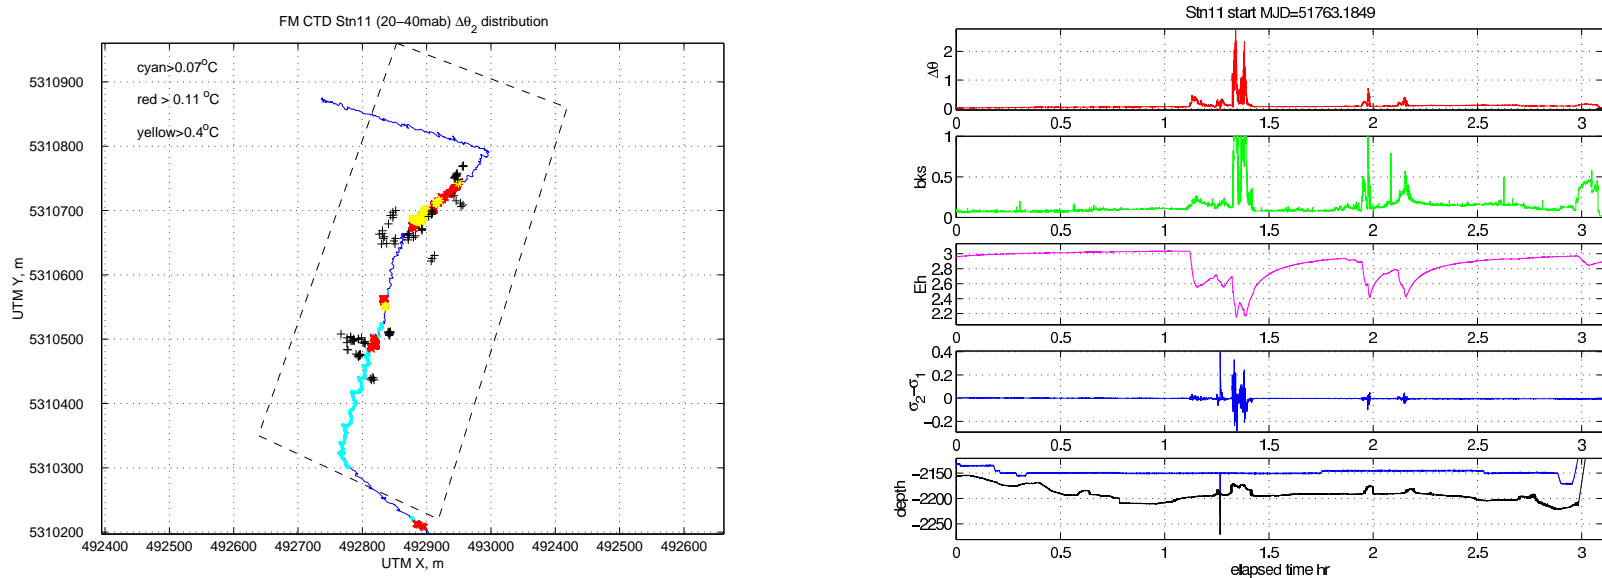 FM CTD Stn11 (20−40mab) Δθ2 distribution
cyan>0.07°C
red > 0.11 °C
yellow>0.4°C
UTM Y, m
5310900
5310800
5310700
5310600
5310500
5310400
5310300
5310200
492400 492500 492600 492700 492800 492900 493000 492400 492500 492600
UTM X, m
Stn11 start MJD=51763.1849
Δθ
2
1
0
0 0.5 1 1.5 2 2.5 3
bks
1
0.5
0
0 0.5 1 1.5 2 2.5 3
Eh
3
2.8
2.6
2.4
2.2
0 0.5 1 1.5 2 2.5 3
σ2−σ1
0.4
0.2
0
−0.2
0 0.5 1 1.5 2 2.5 3
depth
−2150
−2200
−2250
0 0.5 1 1.5 2 2.5 3
elapsed time hr